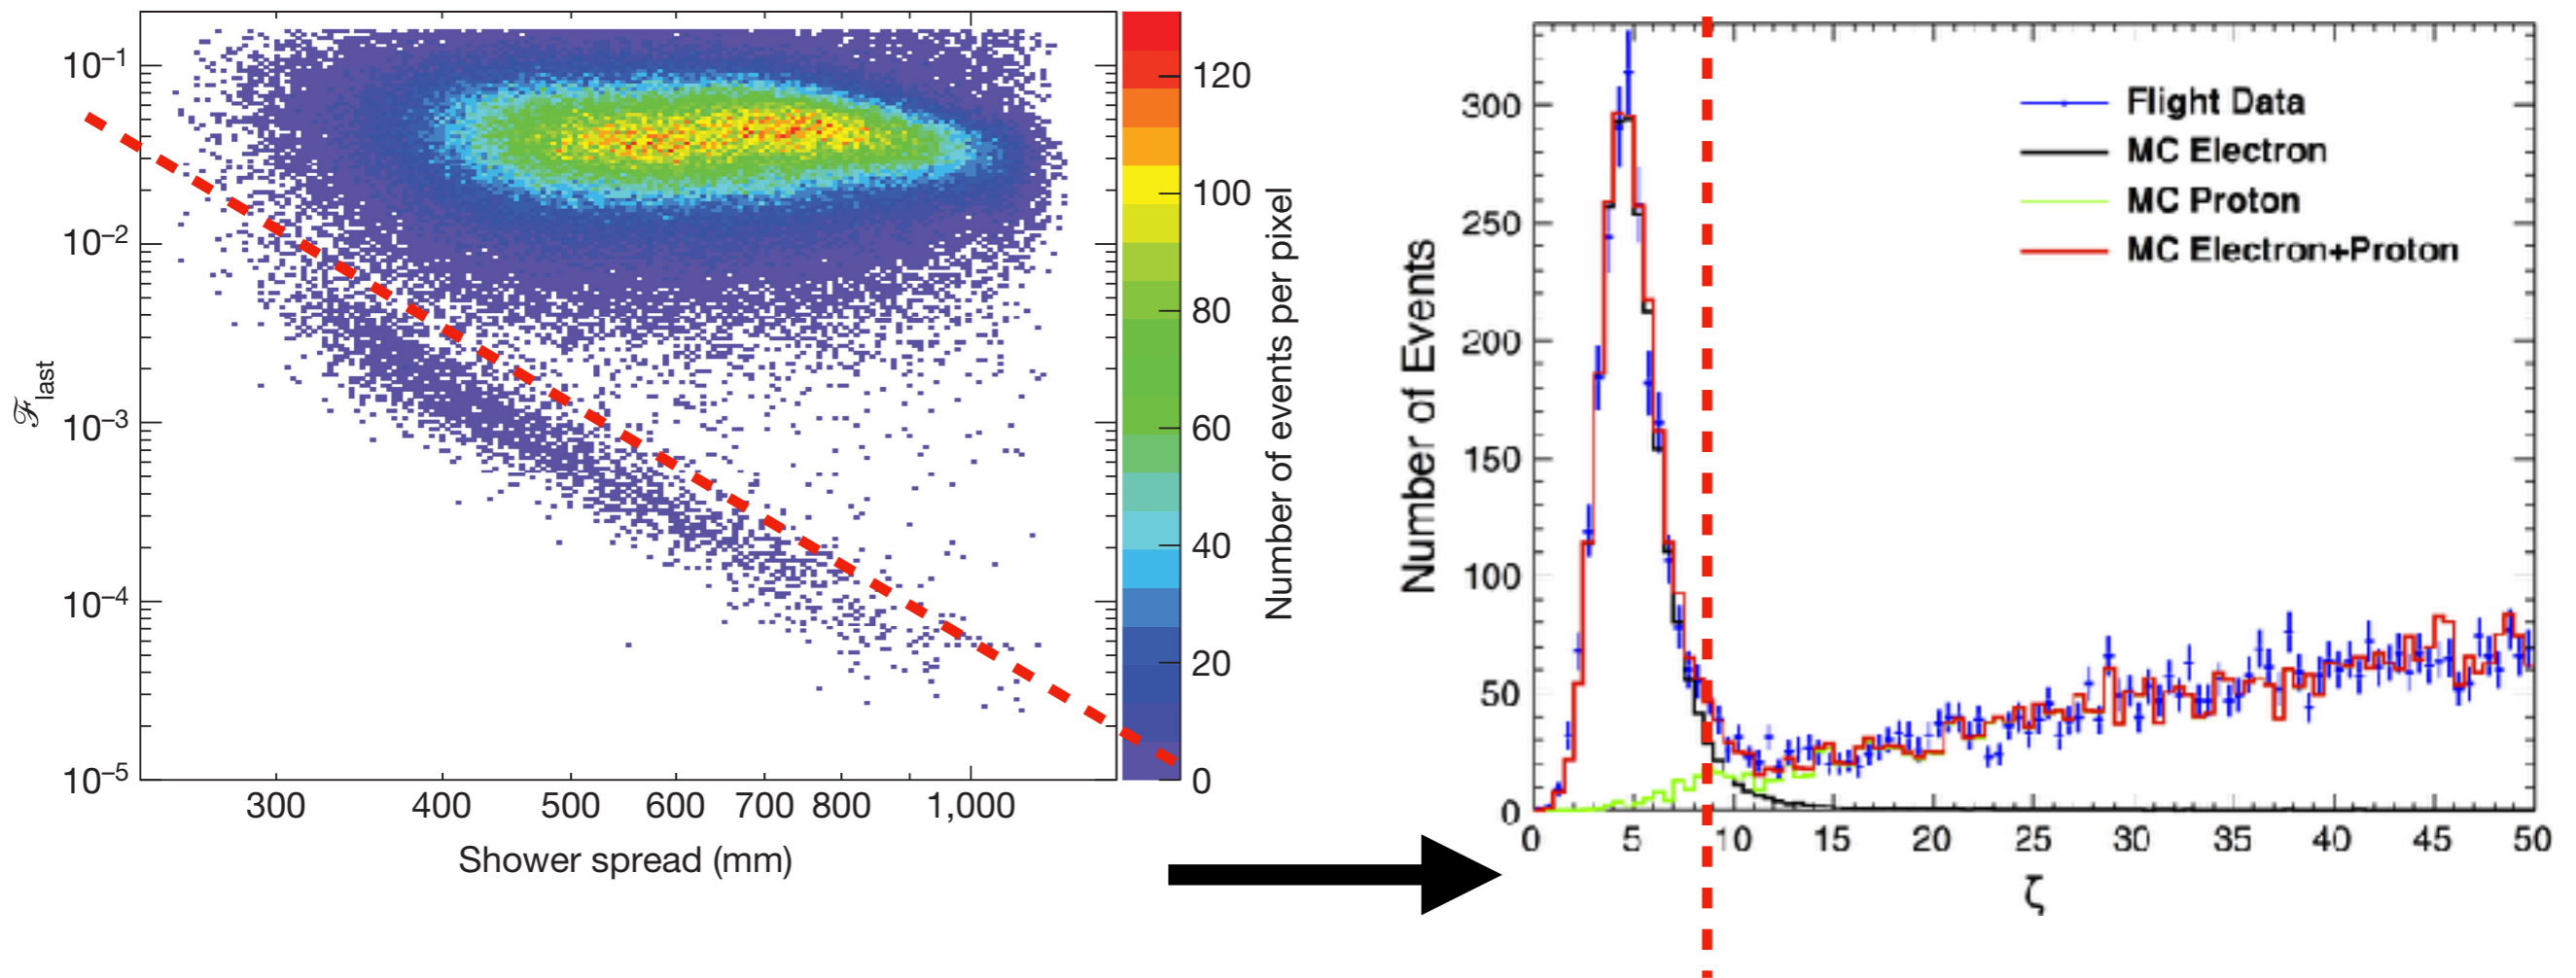 10⁻¹
10⁻²
10⁻³
10⁻⁴
10⁻⁵
ℱlast
300 400 500 600 700 800 1,000
Shower spread (mm)
120
100
80
60
40
20
0
Number of events per pixel
Number of Events
300
250
200
150
100
50
0
Flight Data
MC Electron
MC Proton
MC Electron+Proton
0 5 10 15 20 25 30 35 40 45 50
ζ